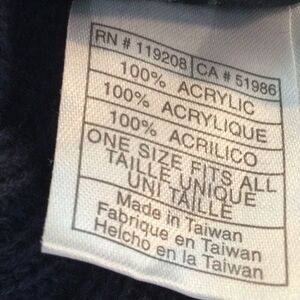 RN # 119208 CA # 51986
100% ACRYLIC
100% ACRYLIQUE
100% ACRILICO
ONE SIZE FITS ALL
TAILLE UNIQUE
UNI TAILLE
Made in Taiwan
Fabrique en Taiwan
Helcho en la Taiwan